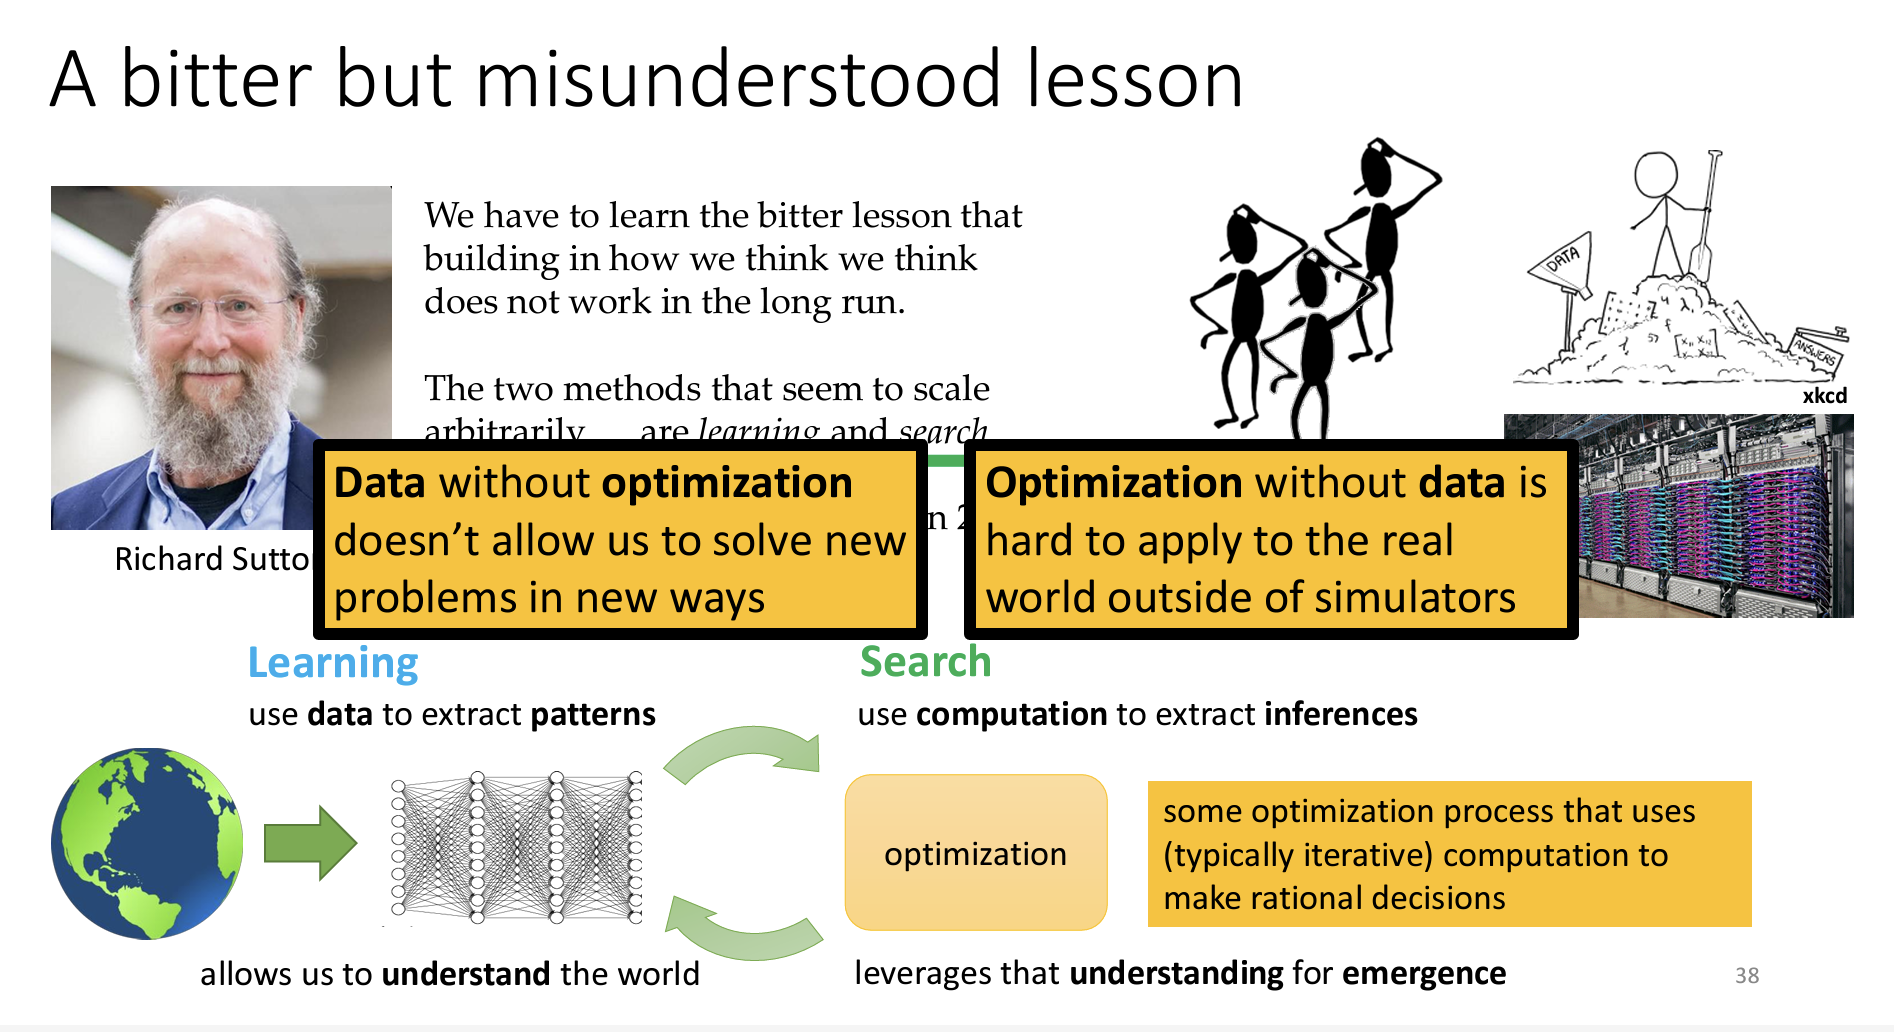 A bitter but misunderstood lesson
We have to learn the bitter lesson that
building in how we think we think
does not work in the long run.
The two methods that seem to scale
arbitrarily … are learning and search
DATA
ANSWERS
xkcd
Richard Sutton
Data without optimization
doesn’t allow us to solve new
problems in new ways
Optimization without data is
hard to apply to the real
world outside of simulators
Learning
use data to extract patterns
Search
use computation to extract inferences
optimization
some optimization process that uses
(typically iterative) computation to
make rational decisions
allows us to understand the world
leverages that understanding for emergence
38